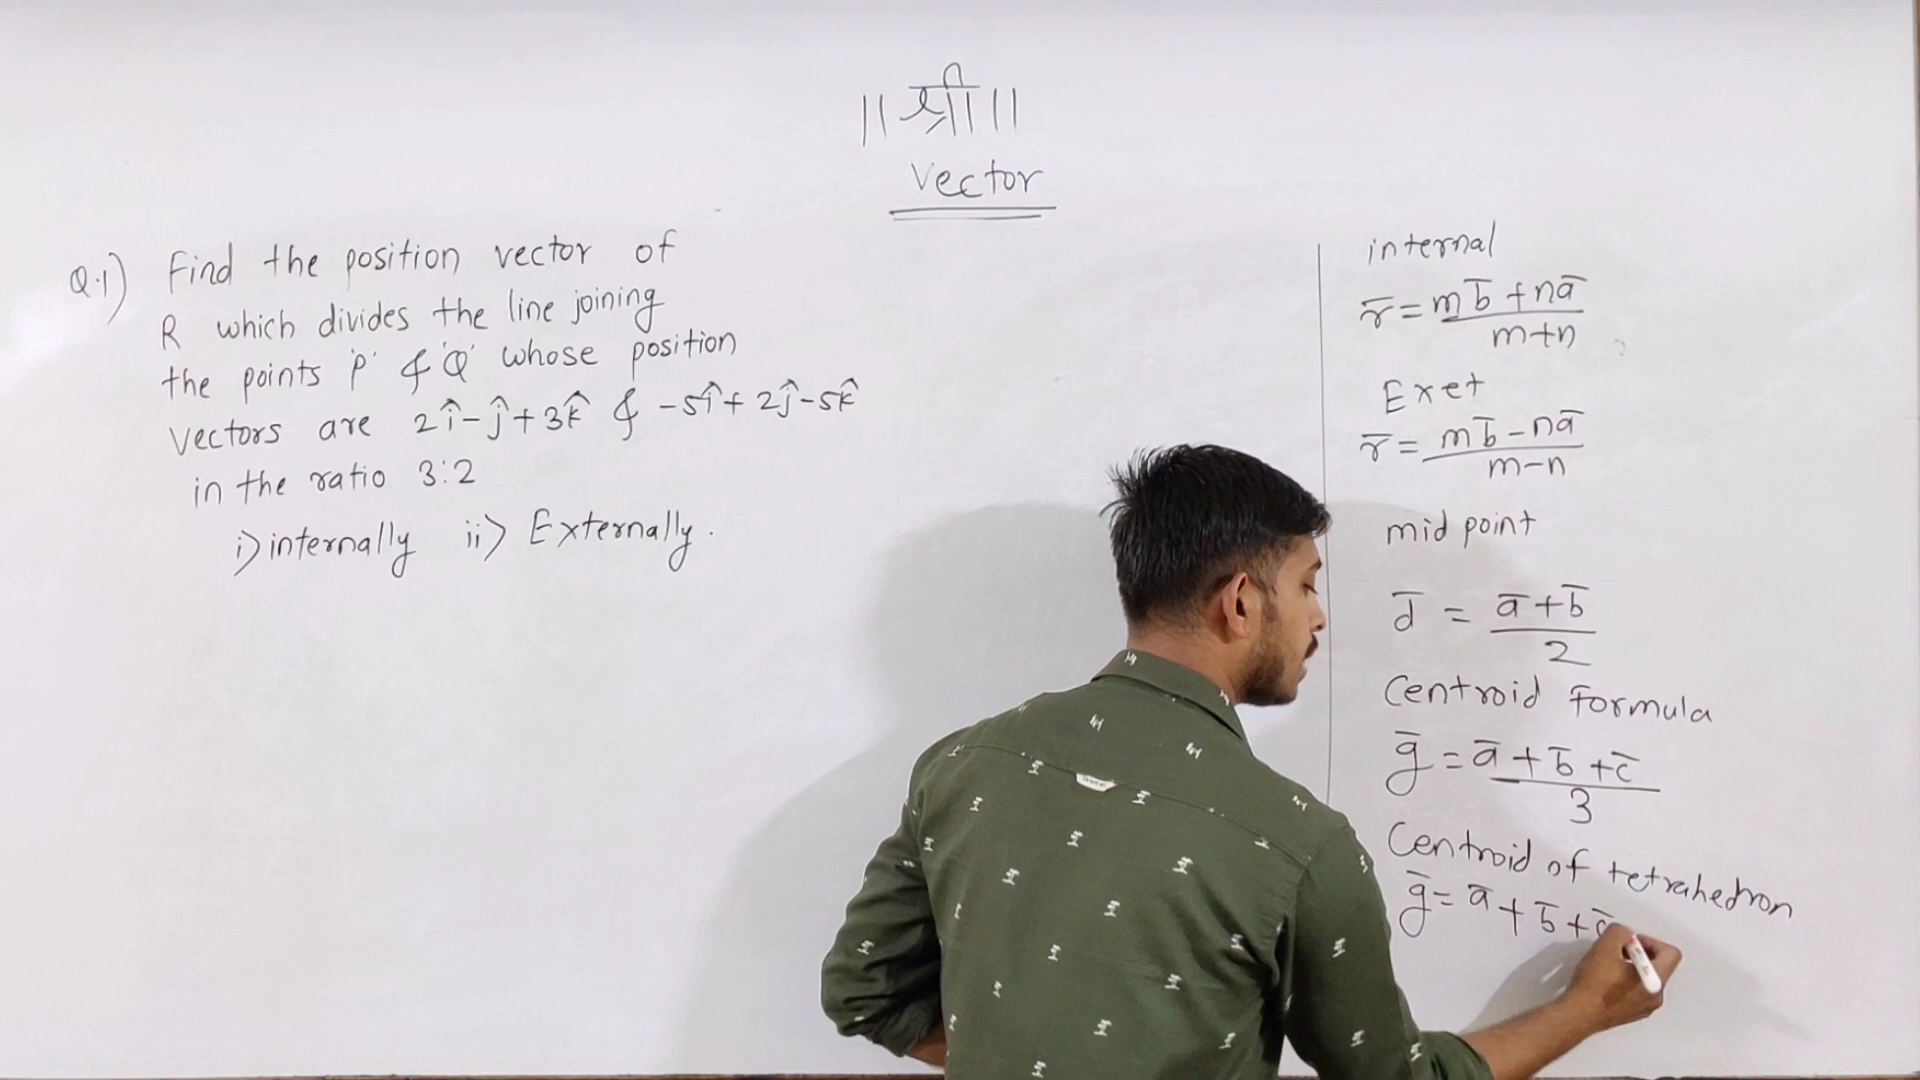 ॥ श्री ॥
Vector
Q.1) Find the position vector of
R which divides the line joining
the points 'P' & 'Q' whose position
vectors are 2î - ĵ + 3k̂ & -5î + 2ĵ - 5k̂
in the ratio 3:2
i) internally ii) Externally.
internal
r̄ = mb̄ + nā
m+n
Exet
r̄ = mb̄ - nā
m-n
mid point
d̄ = ā + b̄
2
Centroid Formula
ḡ = ā + b̄ + c̄
3
Centroid of tetrahedron
ḡ = ā + b̄ + c̄